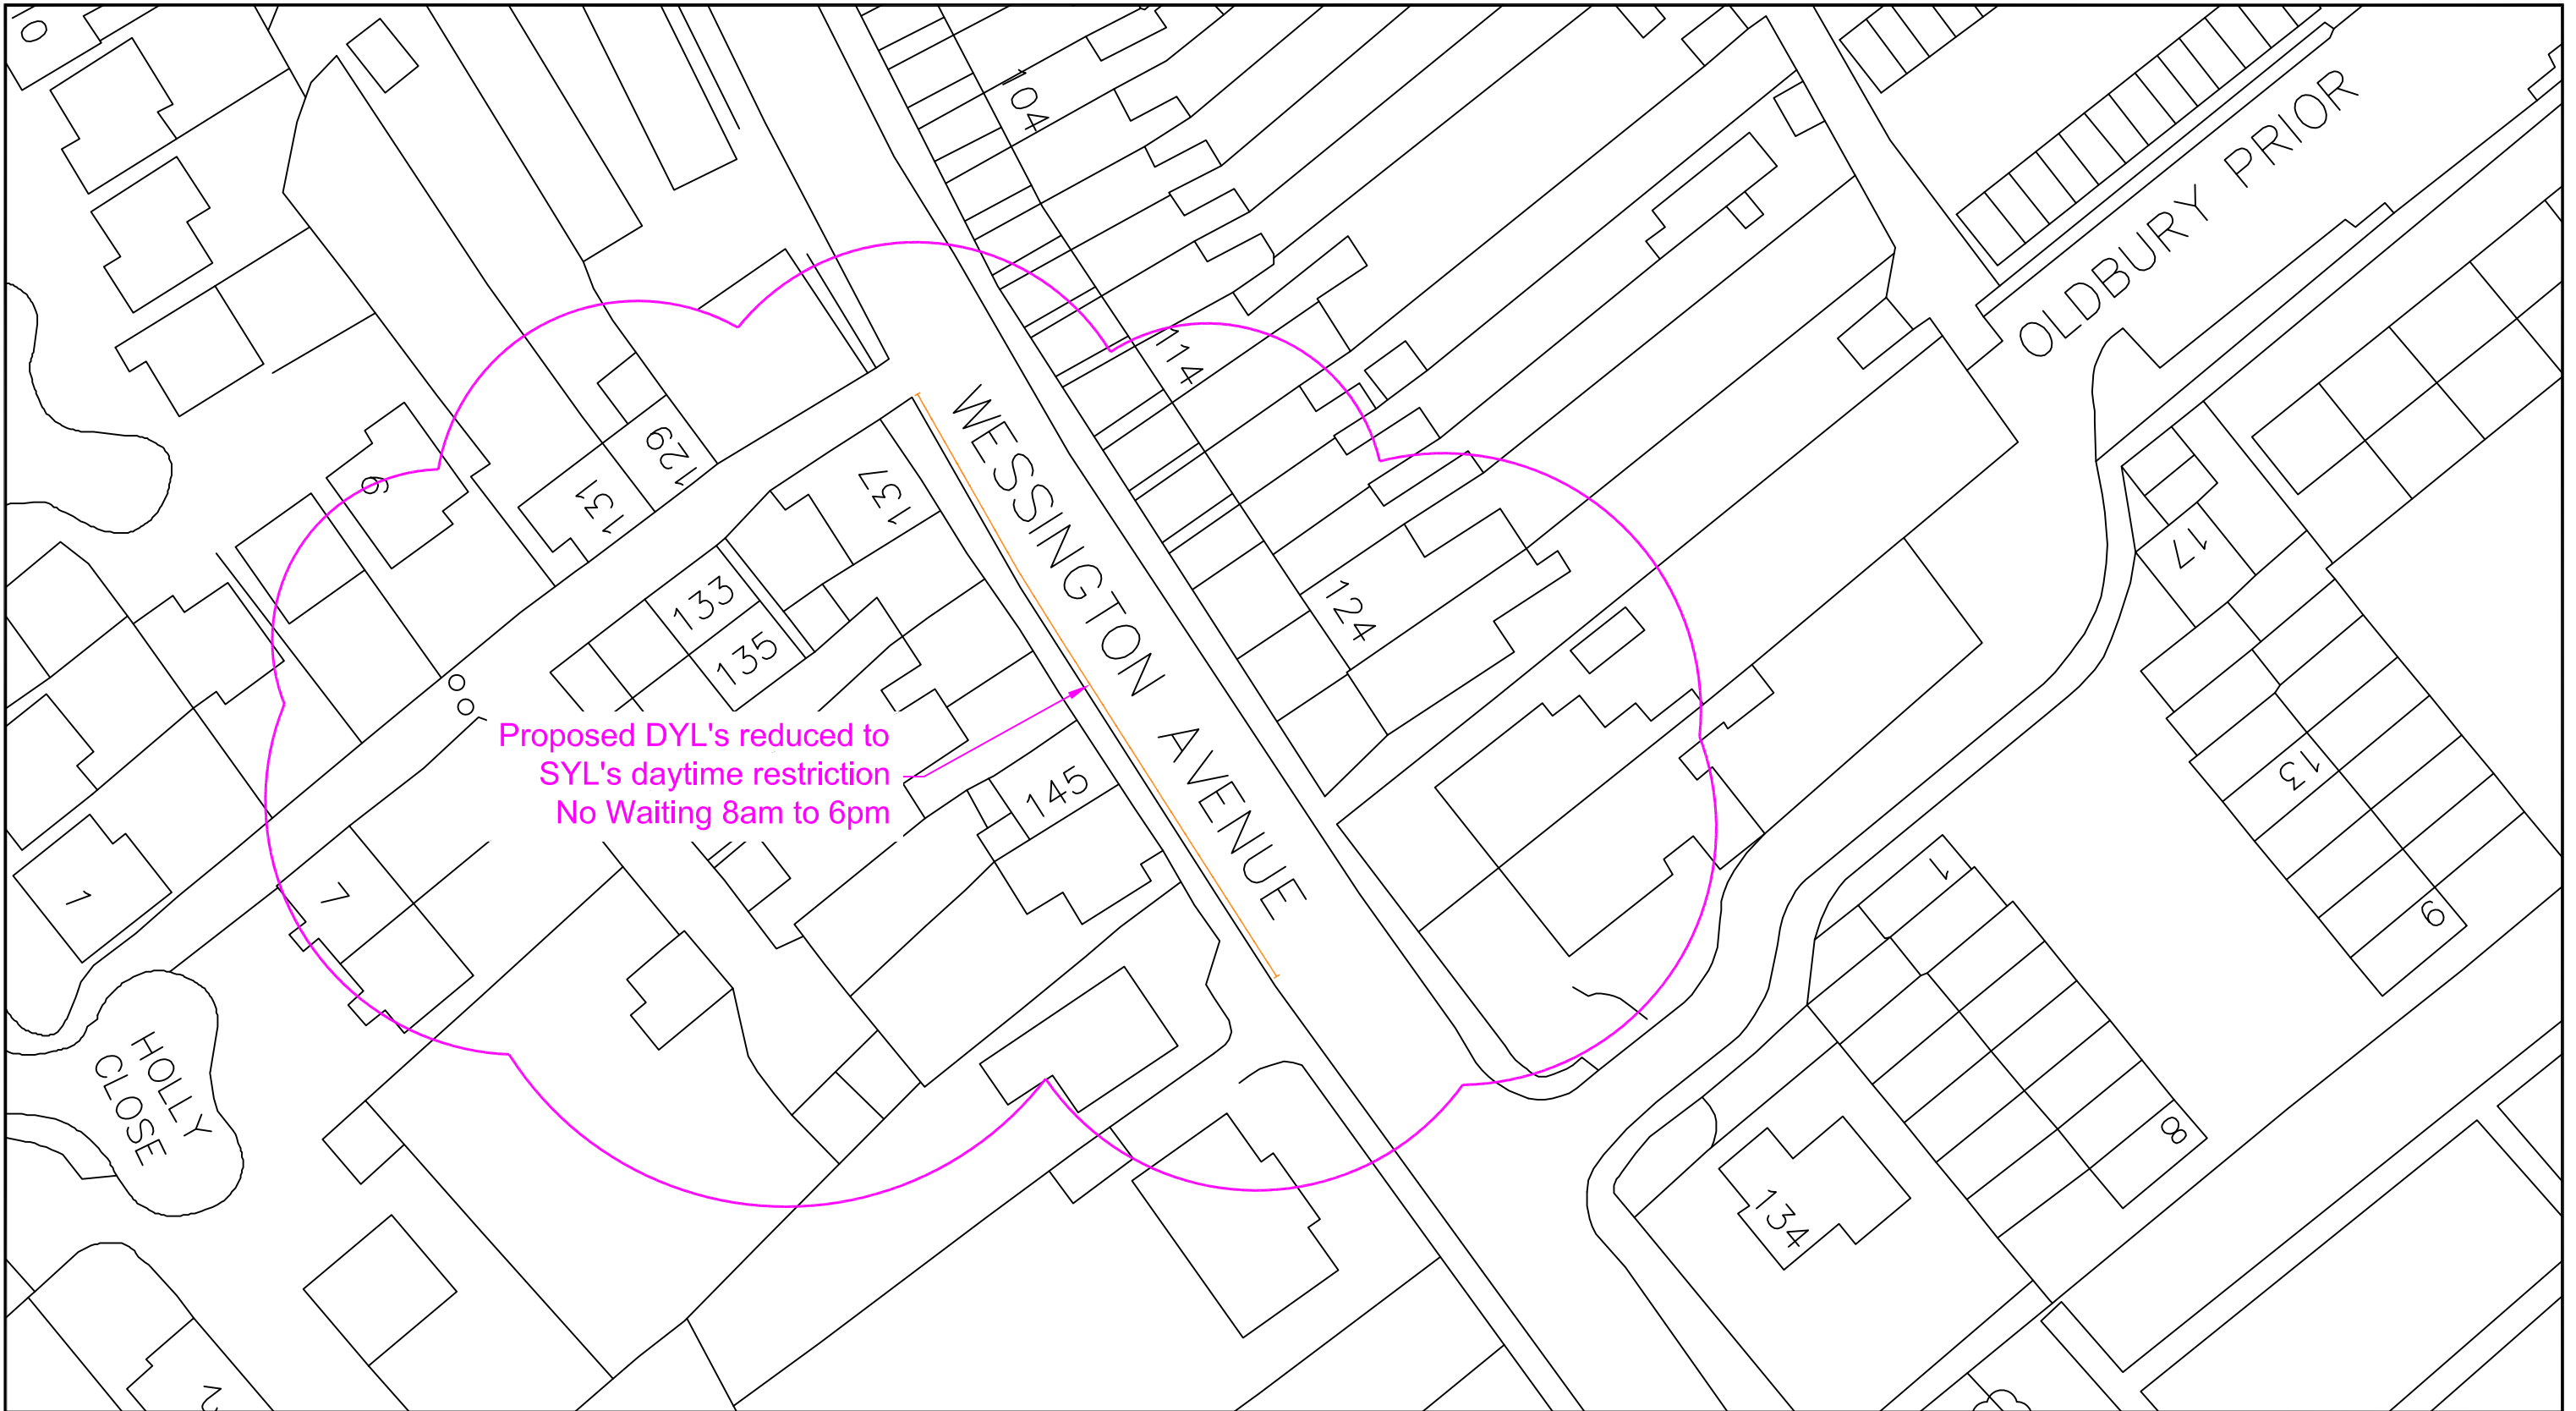 104
OLDBURY PRIOR
114
WESSINGTON AVENUE
129
131
137
6
17
133
135
124
Proposed DYL's reduced to
SYL's daytime restriction
No Waiting 8am to 6pm
145
13
7
1
1
9
HOLLY
CLOSE
8
134